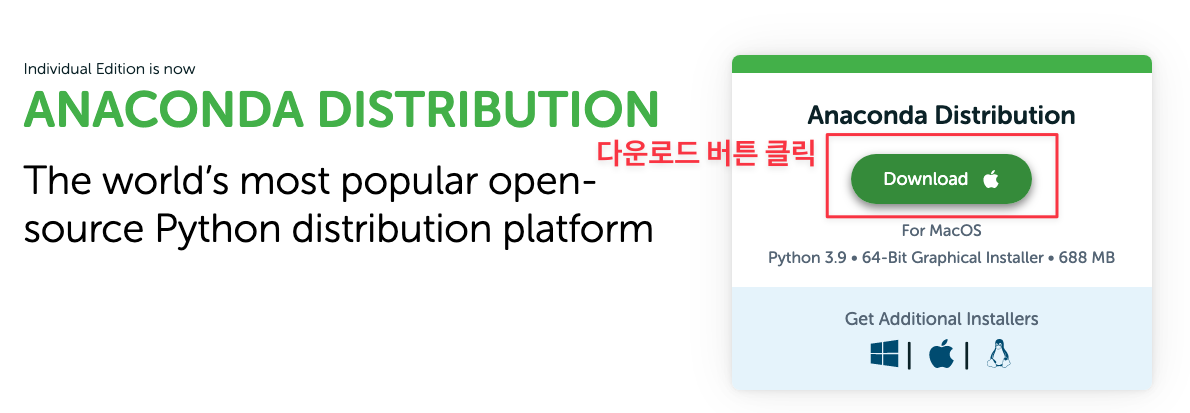 Individual Edition is now
ANACONDA DISTRIBUTION
The world's most popular open-
source Python distribution platform
다운로드 버튼 클릭
Anaconda Distribution
Download
For MacOS
Python 3.9 • 64-Bit Graphical Installer • 688 MB
Get Additional Installers